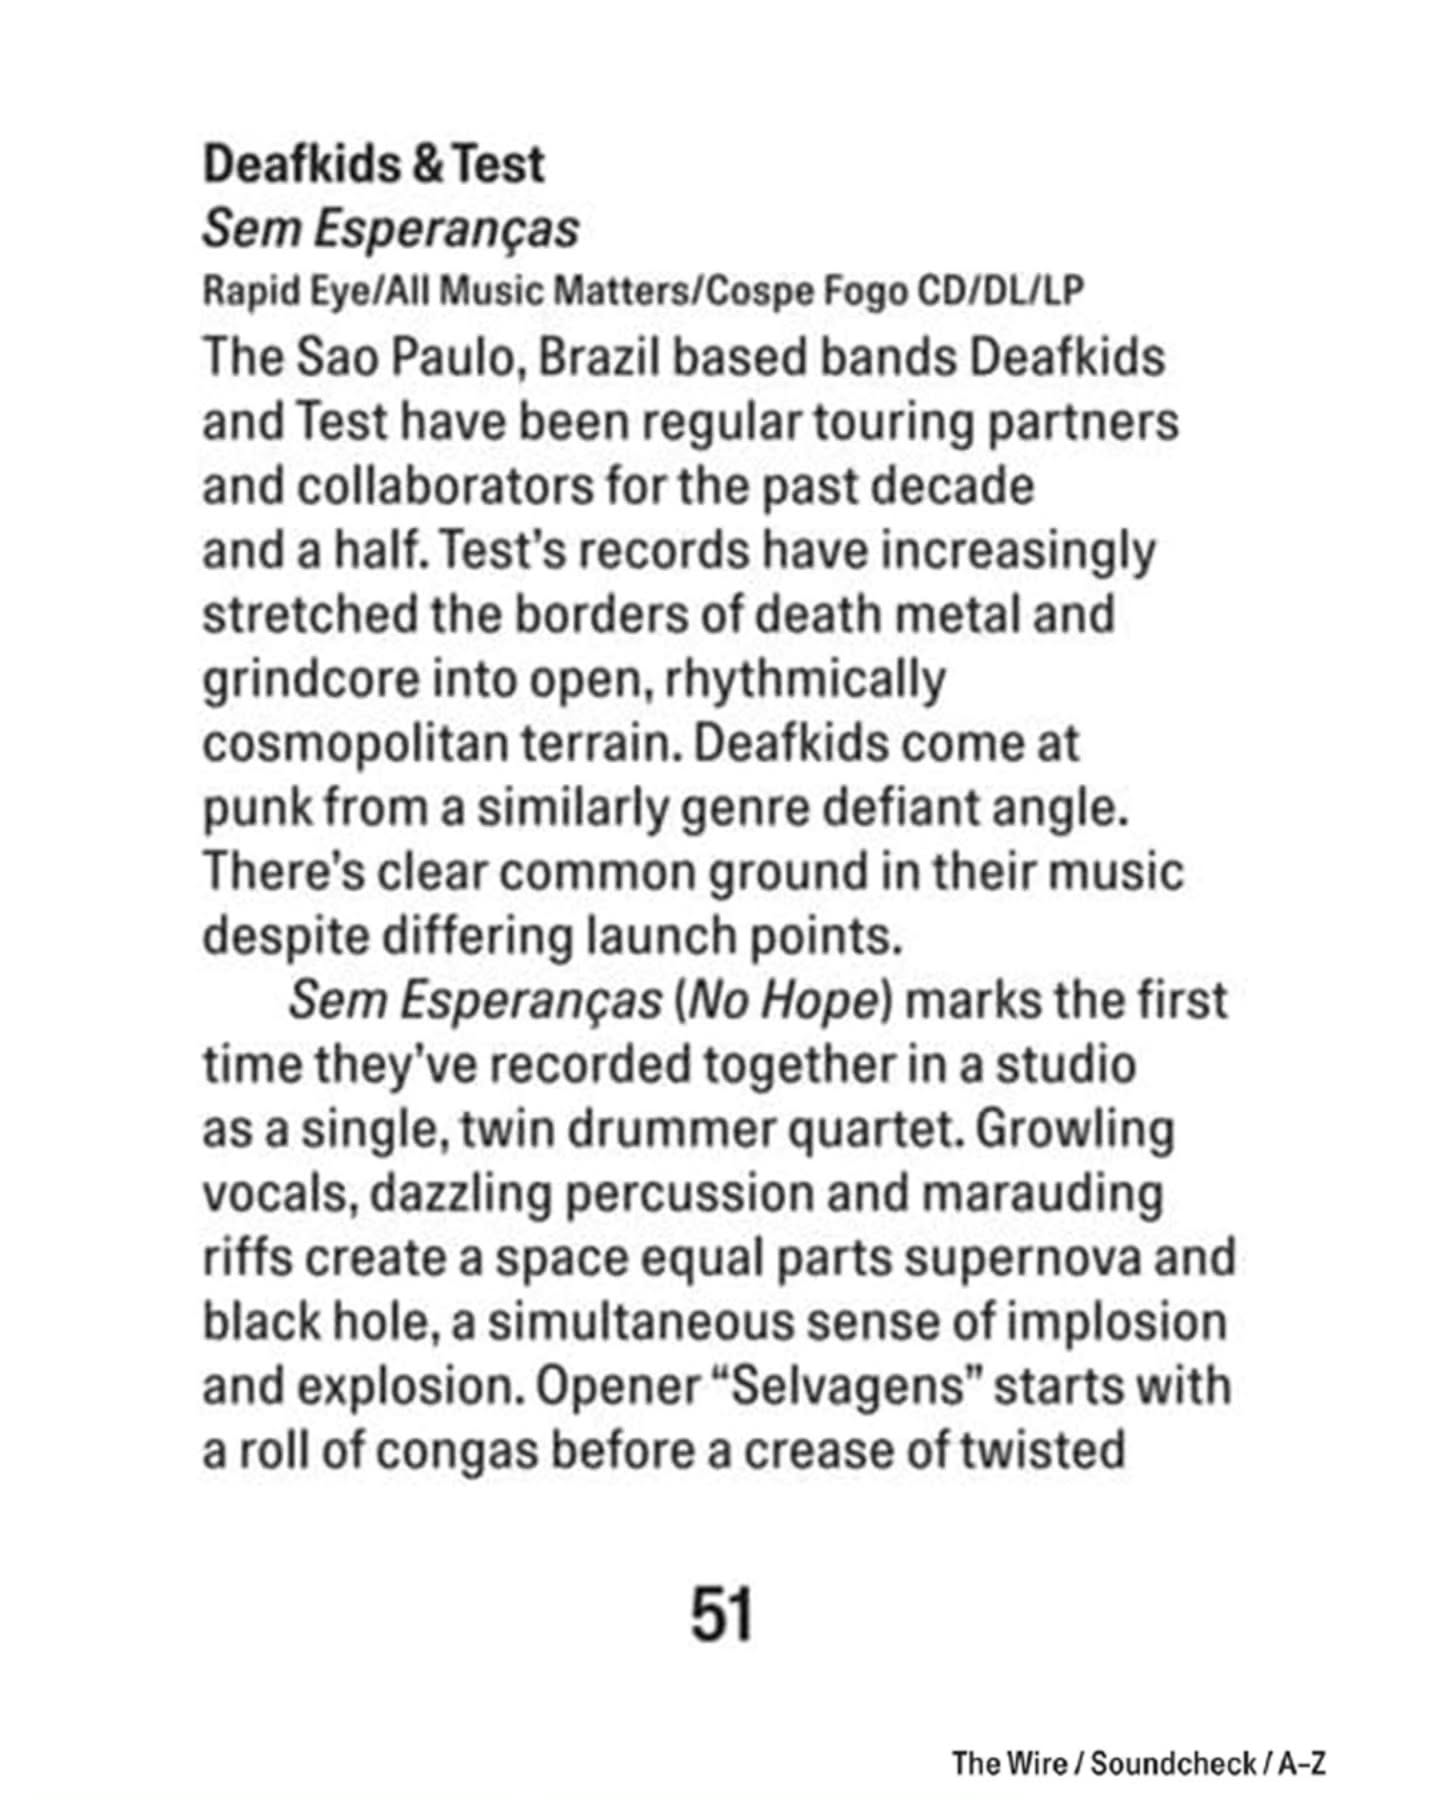 Deafkids & Test
Sem Esperanças
Rapid Eye/All Music Matters/Cospe Fogo CD/DL/LP
The Sao Paulo, Brazil based bands Deafkids
and Test have been regular touring partners
and collaborators for the past decade
and a half. Test’s records have increasingly
stretched the borders of death metal and
grindcore into open, rhythmically
cosmopolitan terrain. Deafkids come at
punk from a similarly genre defiant angle.
There’s clear common ground in their music
despite differing launch points.
Sem Esperanças (No Hope) marks the first
time they’ve recorded together in a studio
as a single, twin drummer quartet. Growling
vocals, dazzling percussion and marauding
riffs create a space equal parts supernova and
black hole, a simultaneous sense of implosion
and explosion. Opener “Selvagens” starts with
a roll of congas before a crease of twisted
51
The Wire / Soundcheck / A–Z